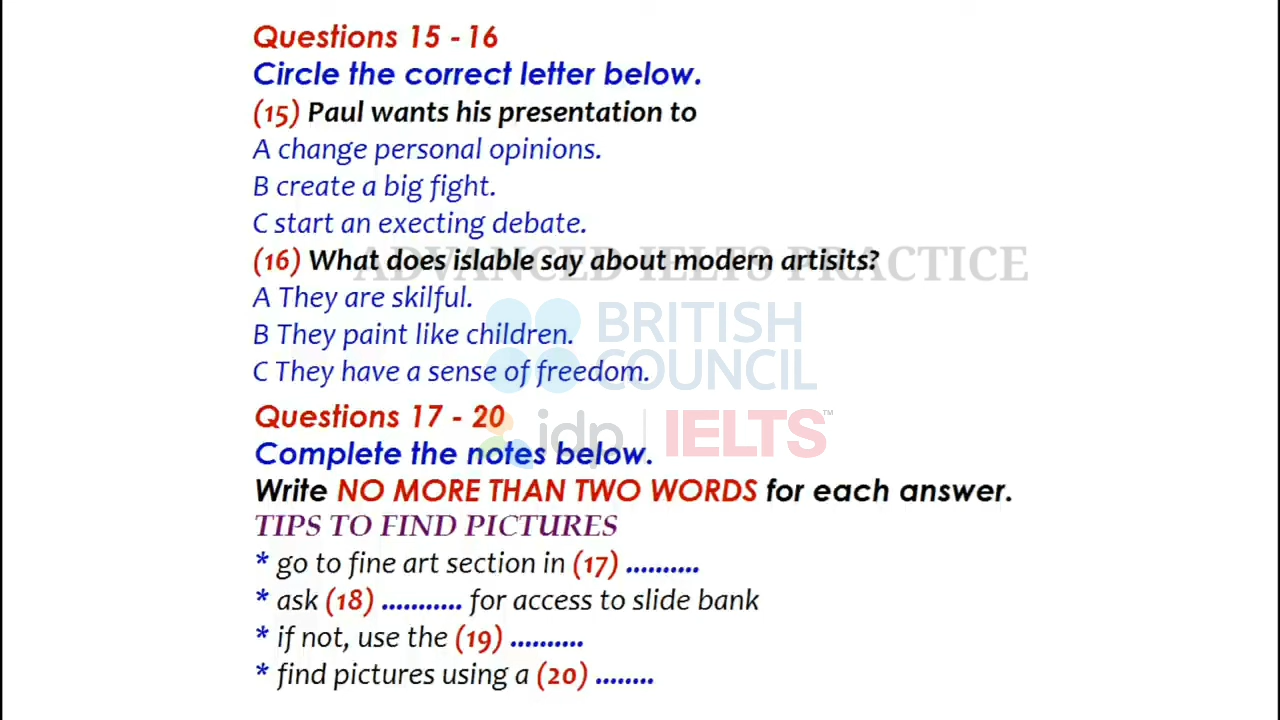 Questions 15 - 16
Circle the correct letter below.
(15) Paul wants his presentation to
A change personal opinions.
B create a big fight.
C start an execting debate.
ADVANCED IELTS PRACTICE
(16) What does islable say about modern artisits?
A They are skilful.
B They paint like children.
C They have a sense of freedom.
BRITISH
COUNCIL
Questions 17 - 20
idp IELTS™
Complete the notes below.
Write NO MORE THAN TWO WORDS for each answer.
TIPS TO FIND PICTURES
* go to fine art section in (17) ..........
* ask (18) ........... for access to slide bank
* if not, use the (19) ..........
* find pictures using a (20) ........